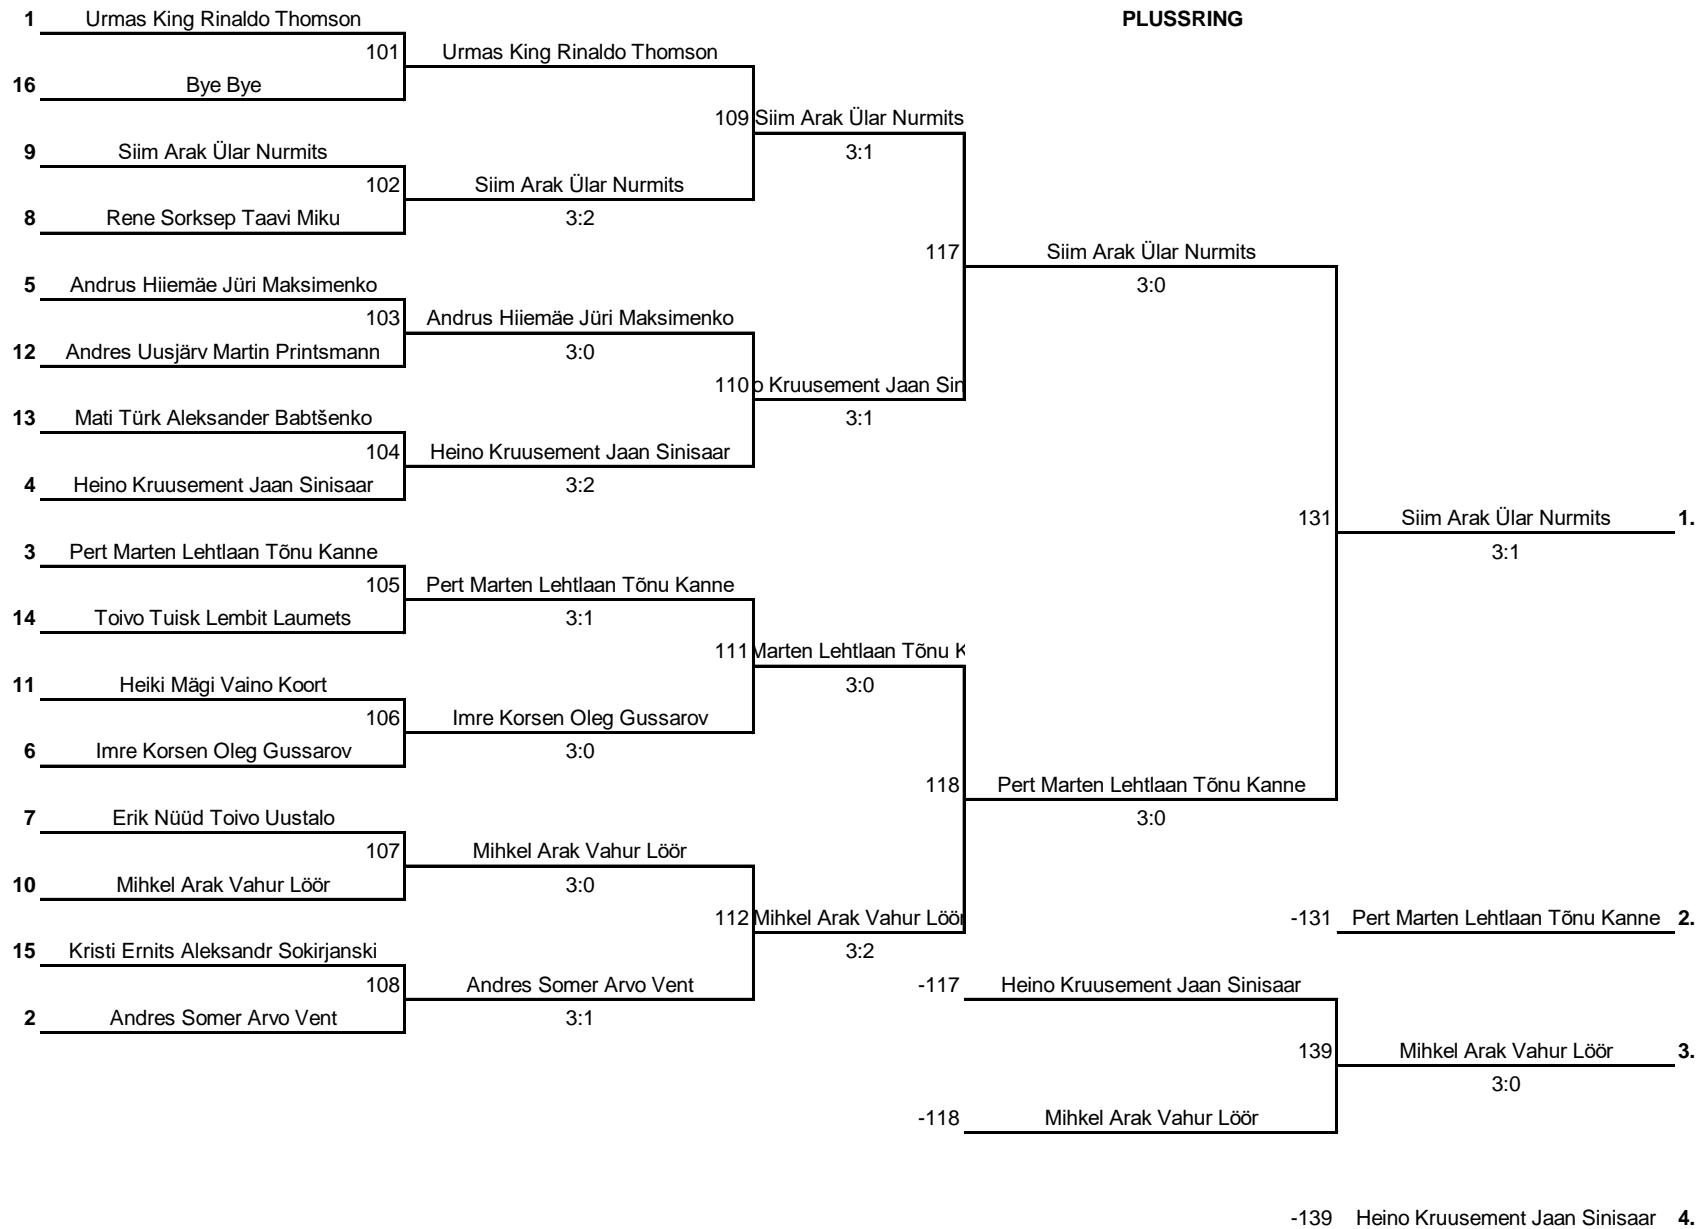 1 Urmas King Rinaldo Thomson PLUSSRING
101 Urmas King Rinaldo Thomson
16 Bye Bye
109 Siim Arak Ülar Nurmits
9 Siim Arak Ülar Nurmits 3:1
102 Siim Arak Ülar Nurmits
8 Rene Sorksep Taavi Miku 3:2
117 Siim Arak Ülar Nurmits
5 Andrus Hiiemäe Jüri Maksimenko 3:0
103 Andrus Hiiemäe Jüri Maksimenko
12 Andres Uusjärv Martin Printsmann 3:0
110 o Kruusement Jaan Sin
13 Mati Türk Aleksander Babtšenko 3:1
104 Heino Kruusement Jaan Sinisaar
4 Heino Kruusement Jaan Sinisaar 3:2
131 Siim Arak Ülar Nurmits 1.
3 Pert Marten Lehtlaan Tõnu Kanne 3:1
105 Pert Marten Lehtlaan Tõnu Kanne
14 Toivo Tuisk Lembit Laumets 3:1
111 Marten Lehtlaan Tõnu K
11 Heiki Mägi Vaino Koort 3:0
106 Imre Korsen Oleg Gussarov
6 Imre Korsen Oleg Gussarov 3:0
118 Pert Marten Lehtlaan Tõnu Kanne
7 Erik Nüüd Toivo Uustalo 3:0
107 Mihkel Arak Vahur Löör
10 Mihkel Arak Vahur Löör 3:0
112 Mihkel Arak Vahur Löör -131 Pert Marten Lehtlaan Tõnu Kanne 2.
15 Kristi Ernits Aleksandr Sokirjanski 3:2
108 Andres Somer Arvo Vent -117 Heino Kruusement Jaan Sinisaar
2 Andres Somer Arvo Vent 3:1
139 Mihkel Arak Vahur Löör 3.
3:0
-118 Mihkel Arak Vahur Löör
-139 Heino Kruusement Jaan Sinisaar 4.